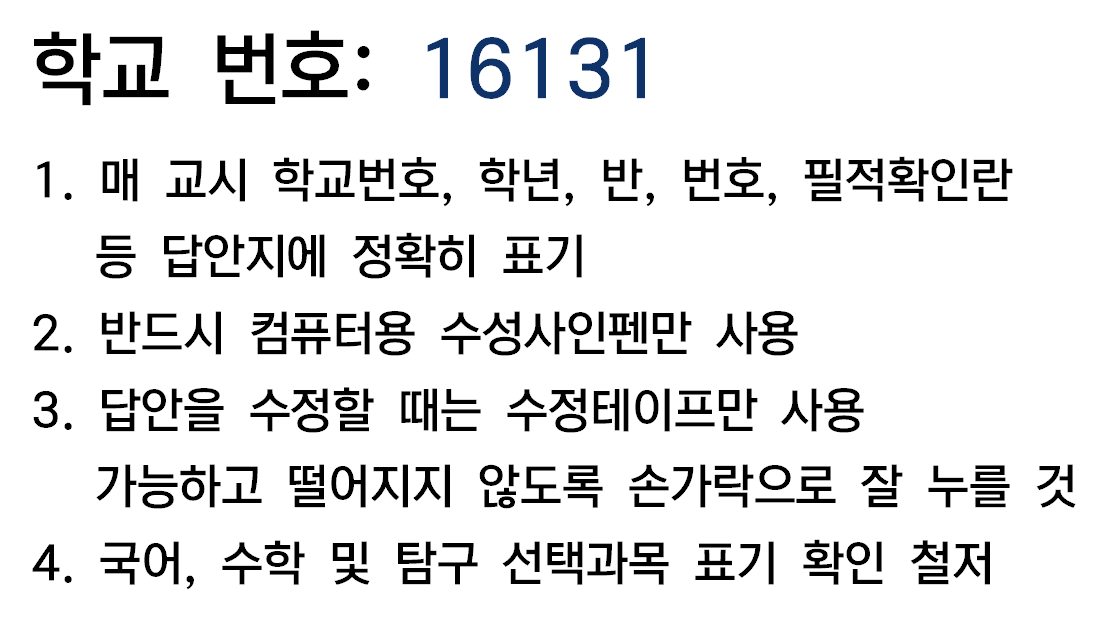 학교 번호: 16131
1. 매 교시 학교번호, 학년, 반, 번호, 필적확인란
등 답안지에 정확히 표기
2. 반드시 컴퓨터용 수성사인펜만 사용
3. 답안을 수정할 때는 수정테이프만 사용
가능하고 떨어지지 않도록 손가락으로 잘 누를 것
4. 국어, 수학 및 탐구 선택과목 표기 확인 철저